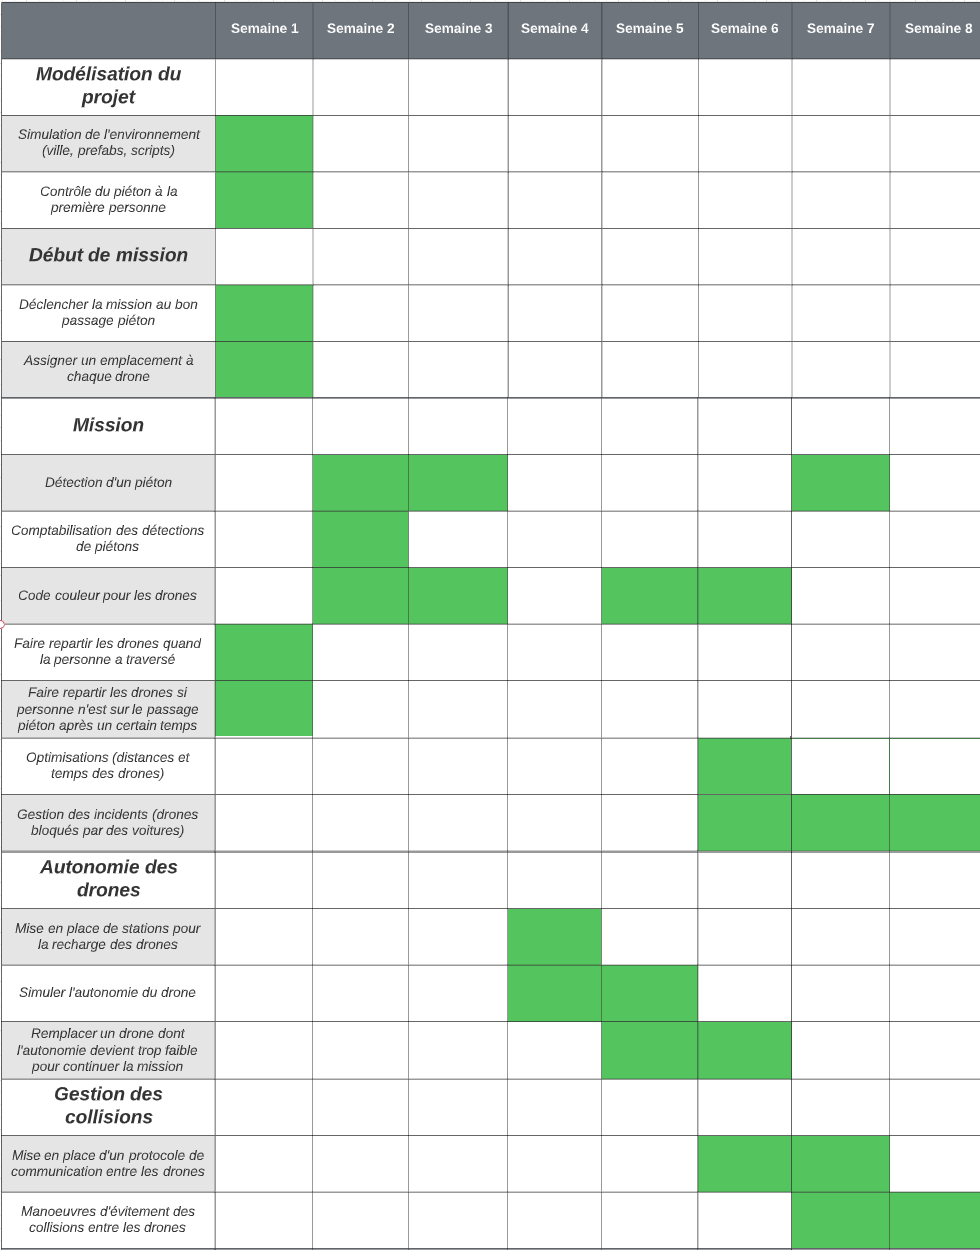 Semaine 1 Semaine 2 Semaine 3 Semaine 4 Semaine 5 Semaine 6 Semaine 7 Semaine 8
Modélisation du
projet
Simulation de l'environnement
(ville, prefabs, scripts)
Contrôle du piéton à la
première personne
Début de mission
Déclencher la mission au bon
passage piéton
Assigner un emplacement à
chaque drone
Mission
Détection d'un piéton
Comptabilisation des détections
de piétons
Code couleur pour les drones
Faire repartir les drones quand
la personne a traversé
Faire repartir les drones si
personne n'est sur le passage
piéton après un certain temps
Optimisations (distances et
temps des drones)
Gestion des incidents (drones
bloqués par des voitures)
Autonomie des
drones
Mise en place de stations pour
la recharge des drones
Simuler l'autonomie du drone
Remplacer un drone dont
l'autonomie devient trop faible
pour continuer la mission
Gestion des
collisions
Mise en place d'un protocole de
communication entre les drones
Manoeuvres d'évitement des
collisions entre les drones